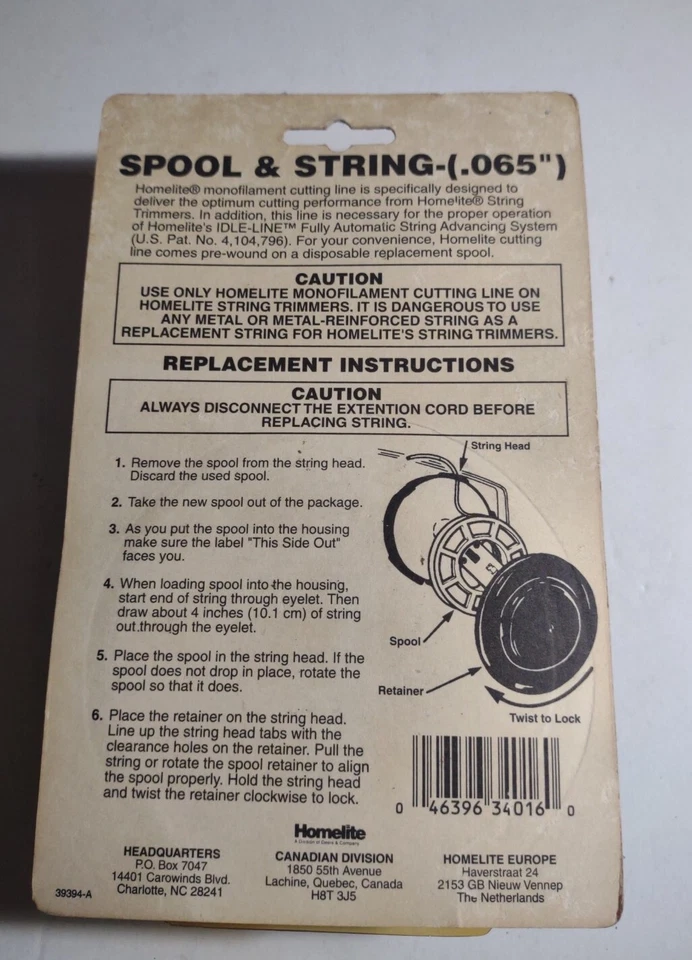 SPOOL & STRING-(.065")
Homelite® monofilament cutting line is specifically designed to
deliver the optimum cutting performance from Homelite® String
Trimmers. In addition, this line is necessary for the proper operation
of Homelite's IDLE-LINE™ Fully Automatic String Advancing System
(U.S. Pat. No. 4,104,796). For your convenience, Homelite cutting
line comes pre-wound on a disposable replacement spool.
CAUTION
USE ONLY HOMELITE MONOFILAMENT CUTTING LINE ON
HOMELITE STRING TRIMMERS. IT IS DANGEROUS TO USE
ANY METAL OR METAL-REINFORCED STRING AS A
REPLACEMENT STRING FOR HOMELITE'S STRING TRIMMERS.
REPLACEMENT INSTRUCTIONS
CAUTION
ALWAYS DISCONNECT THE EXTENTION CORD BEFORE
REPLACING STRING.
1. Remove the spool from the string head.
Discard the used spool.
2. Take the new spool out of the package.
3. As you put the spool into the housing
make sure the label "This Side Out"
faces you.
4. When loading spool into the housing,
start end of string through eyelet. Then
draw about 4 inches (10.1 cm) of string
out through the eyelet.
5. Place the spool in the string head. If the
spool does not drop in place, rotate the
spool so that it does.
6. Place the retainer on the string head.
Line up the string head tabs with the
clearance holes on the retainer. Pull the
string or rotate the spool retainer to align
the spool properly. Hold the string head
and twist the retainer clockwise to lock.
String Head
Spool
Retainer
Twist to Lock
0 46396 34016 0
Homelite
A Division of Deere & Company
HEADQUARTERS
P.O. Box 7047
14401 Carowinds Blvd.
Charlotte, NC 28241
CANADIAN DIVISION
1850 55th Avenue
Lachine, Quebec, Canada
H8T 3J5
HOMELITE EUROPE
Haverstraat 24
2153 GB Nieuw Vennep
The Netherlands
39394-A